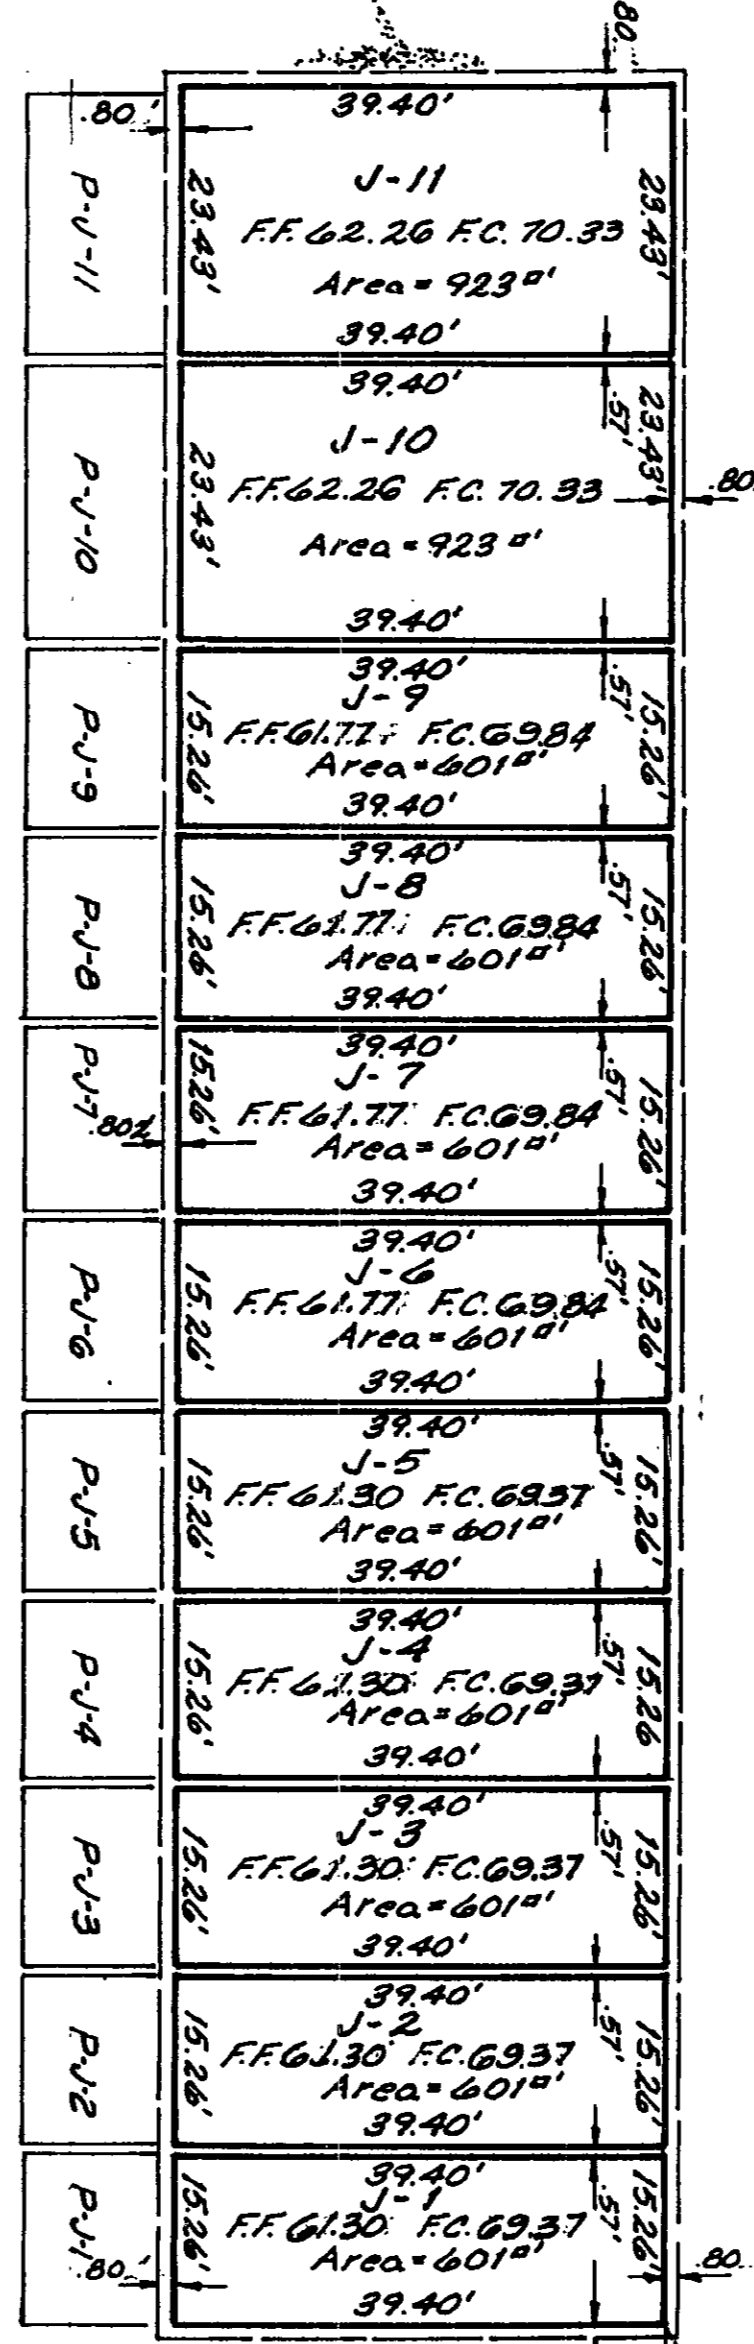 .80
.80'
39.40'
P-J-11
23.43'
J-11
23.43'
F.F. 62.26 F.C. 70.33
Area = 923 □'
39.40'
39.40'
.57'
23.43'
P-J-10
23.43'
J-10
F.F. 62.26 F.C. 70.33
.80
Area = 923 □'
39.40'
39.40'
.57'
P-J-9
15.26'
J-9
15.26'
F.F. 61.77 F.C. 69.84
Area = 601 □'
39.40'
39.40'
.57'
P-J-8
15.26'
J-8
15.26'
F.F. 61.77 F.C. 69.84
Area = 601 □'
39.40'
39.40'
.57'
P-J-7
15.26'
J-7
15.26'
F.F. 61.77 F.C. 69.84
.80
Area = 601 □'
39.40'
39.40'
.57'
P-J-6
15.26'
J-6
15.26'
F.F. 61.77 F.C. 69.84
Area = 601 □'
39.40'
39.40'
.57'
P-J-5
15.26'
J-5
15.26'
F.F. 61.30 F.C. 69.37
Area = 601 □'
39.40'
39.40'
.57'
P-J-4
15.26'
J-4
15.26
F.F. 61.30 F.C. 69.37
Area = 601 □'
39.40'
39.40'
.57'
P-J-3
15.26'
J-3
15.26'
F.F. 61.30 F.C. 69.37
Area = 601 □'
39.40'
39.40'
.57'
P-J-2
15.26'
J-2
15.26'
F.F. 61.30 F.C. 69.37
Area = 601 □'
39.40'
39.40'
.57'
P-J-1
15.26'
J-1
15.26'
F.F. 61.30 F.C. 69.37
Area = 601 □'
.80'
.80
39.40'